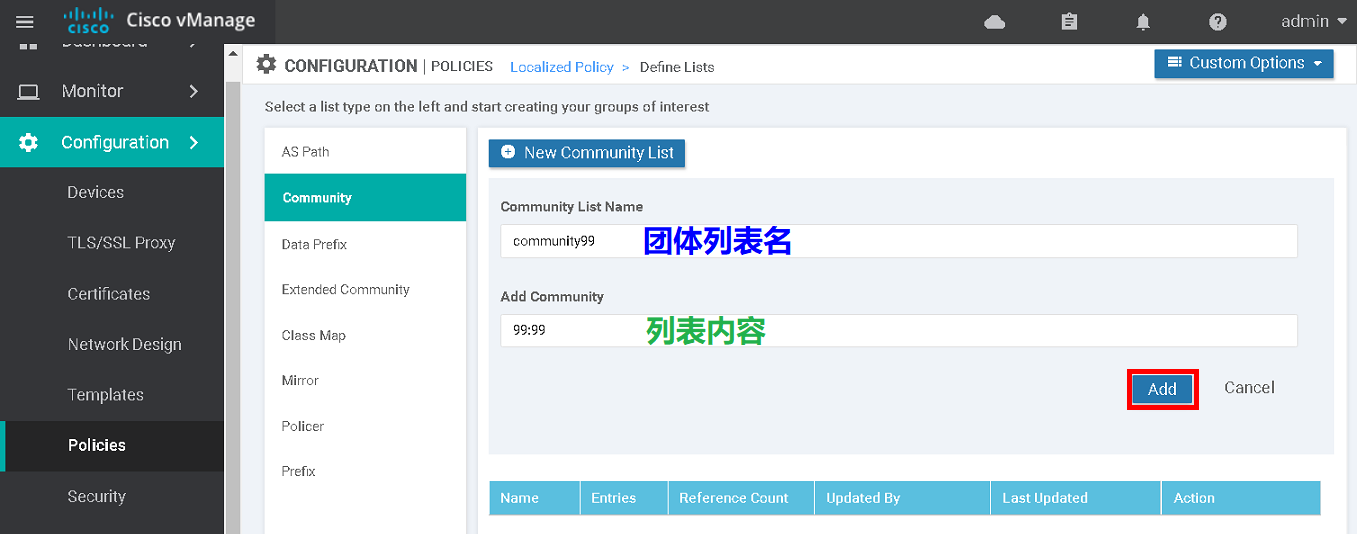 CISCO
Cisco vManage
admin
Dashboard
Monitor
Configuration
Devices
TLS/SSL Proxy
Certificates
Network Design
Templates
Policies
Security
CONFIGURATION | POLICIES Localized Policy > Define Lists
Custom Options
Select a list type on the left and start creating your groups of interest
AS Path
Community
Data Prefix
Extended Community
Class Map
Mirror
Policer
Prefix
New Community List
Community List Name
community99 团体列表名
Add Community
99:99 列表内容
Add Cancel
Name Entries Reference Count Updated By Last Updated Action